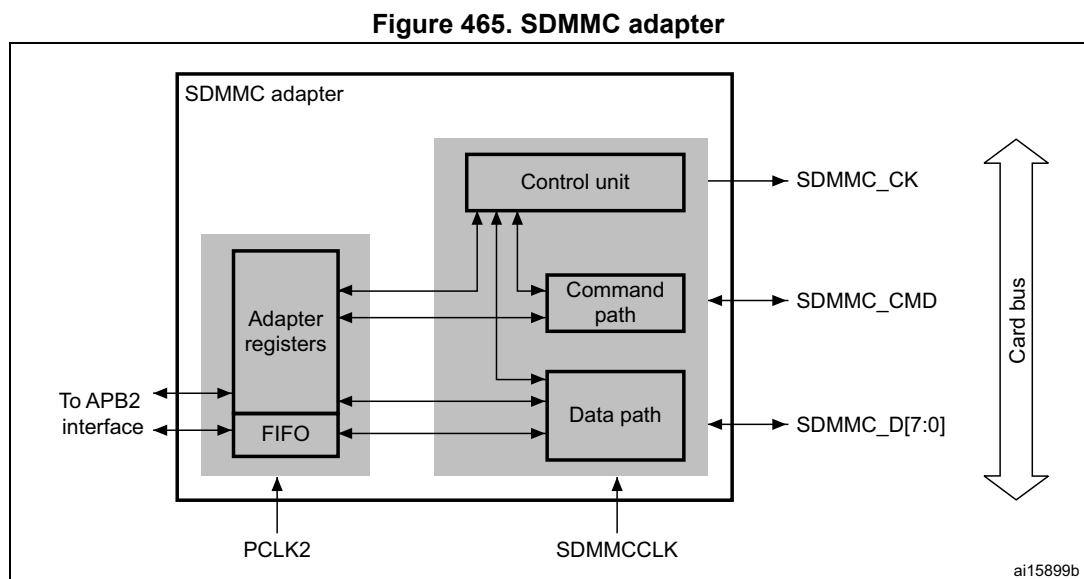 Figure 465. SDMMC adapter
SDMMC adapter
Control unit
SDMMC_CK
Adapter
registers
Command
path
SDMMC_CMD
Card bus
To APB2
interface
FIFO
Data path
SDMMC_D[7:0]
PCLK2
SDMMCCLK
ai15899b